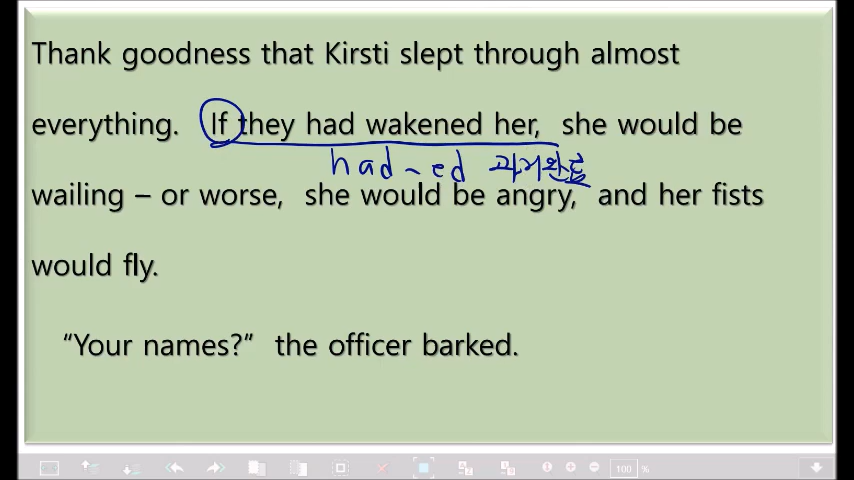 Thank goodness that Kirsti slept through almost
everything. If they had wakened her, she would be
had ~ ed 과거완료
wailing – or worse, she would be angry, and her fists
would fly.
“Your names?” the officer barked.
100 %